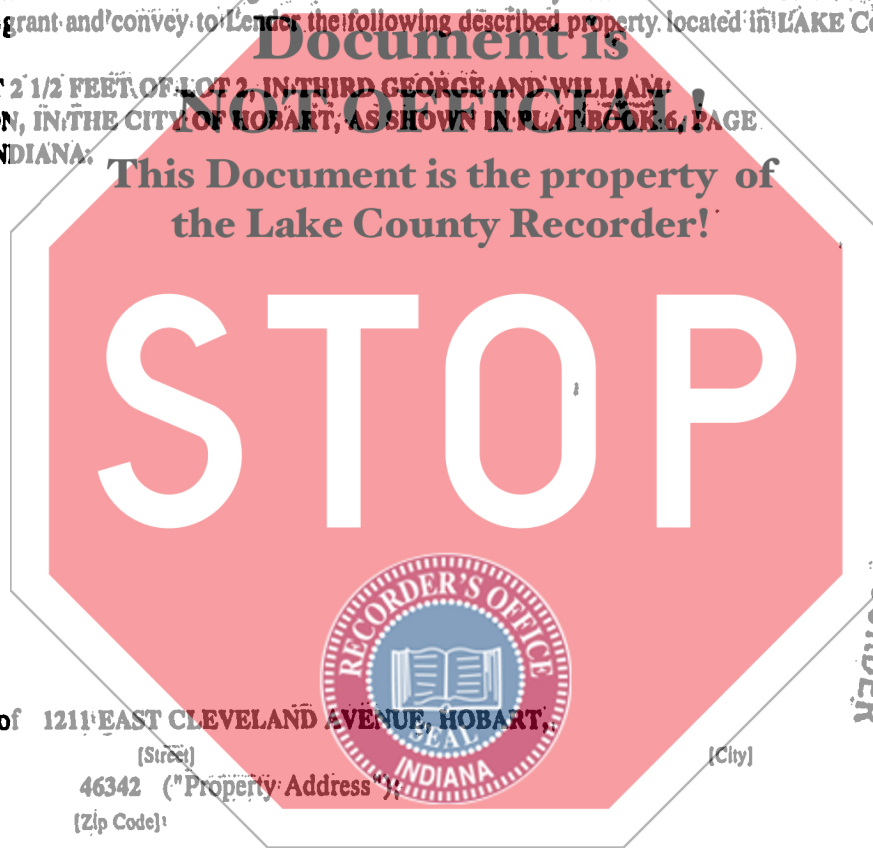 grant and convey to Lender the following described property located in LAKE Co
Document is
2 1/2 FEET OF LOT 2, IN THIRD GEORGE AND WILLIAM
NOT OFFICIAL!
N, IN THE CITY OF HOBART, AS SHOWN IN PLAT BOOK 6, PAGE
NDIANA.
This Document is the property of
the Lake County Recorder!
STOP
RECORDER'S OFFICE
SEAL
INDIANA
ORDER
of 1211 EAST CLEVELAND AVENUE, HOBART,
[Street] [City]
46342 ("Property Address");
[Zip Code]